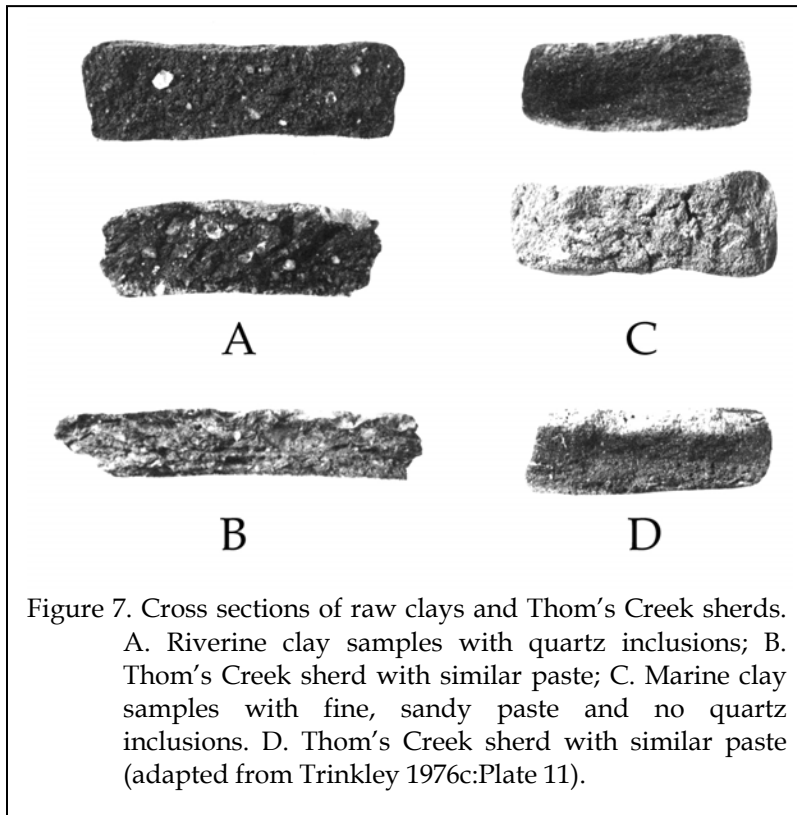 A
C
B
D
Figure 7. Cross sections of raw clays and Thom’s Creek sherds.
A. Riverine clay samples with quartz inclusions; B.
Thom’s Creek sherd with similar paste; C. Marine clay
samples with fine, sandy paste and no quartz
inclusions. D. Thom’s Creek sherd with similar paste
(adapted from Trinkley 1976c:Plate 11).